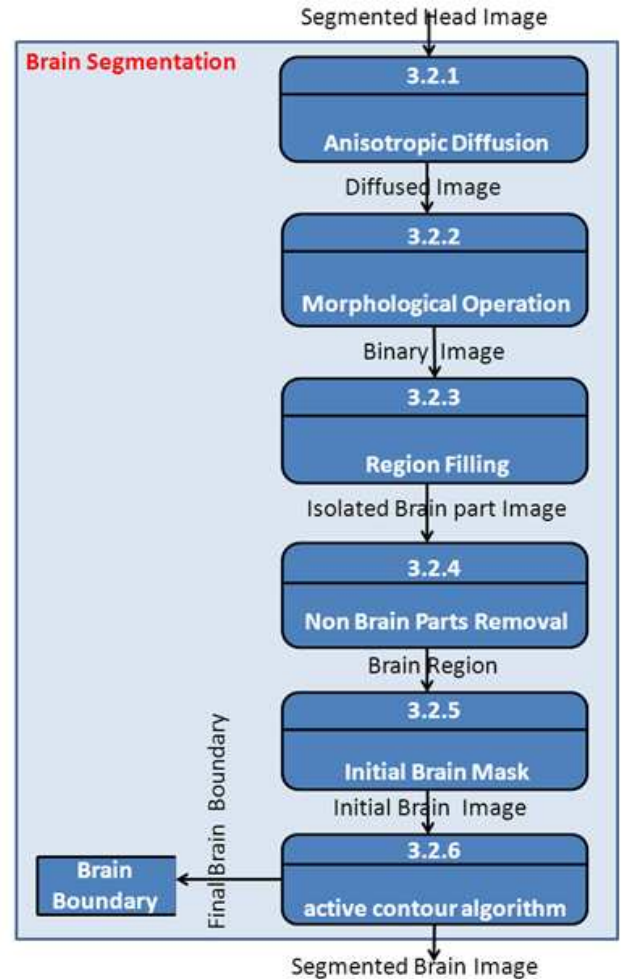 Segmented Head Image
Brain Segmentation
3.2.1
Anisotropic Diffusion
Diffused Image
3.2.2
Morphological Operation
Binary Image
3.2.3
Region Filling
Isolated Brain part Image
3.2.4
Non Brain Parts Removal
Brain Region
3.2.5
Initial Brain Mask
Initial Brain Image
3.2.6
active contour algorithm
Final Brain Boundary
Brain
Boundary
Segmented Brain Image